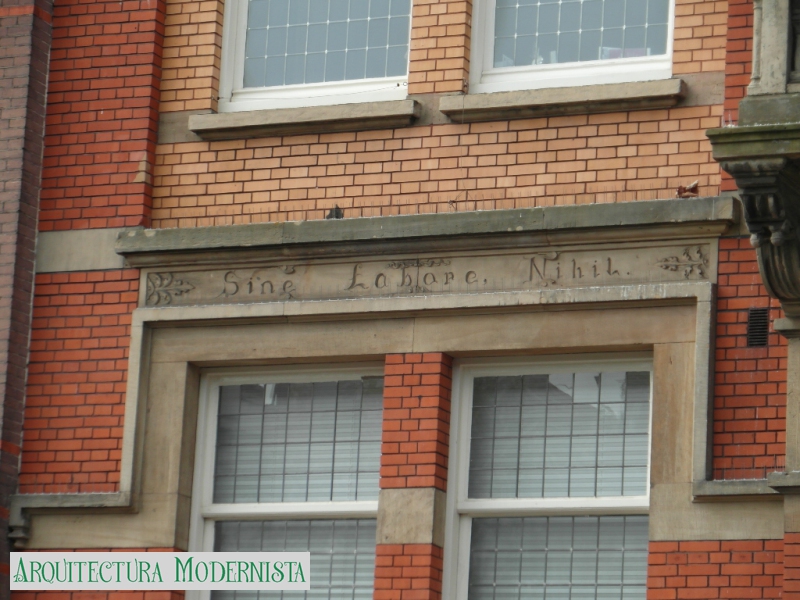 Sine Labore. Nihil.
ARQUITECTURA MODERNISTA